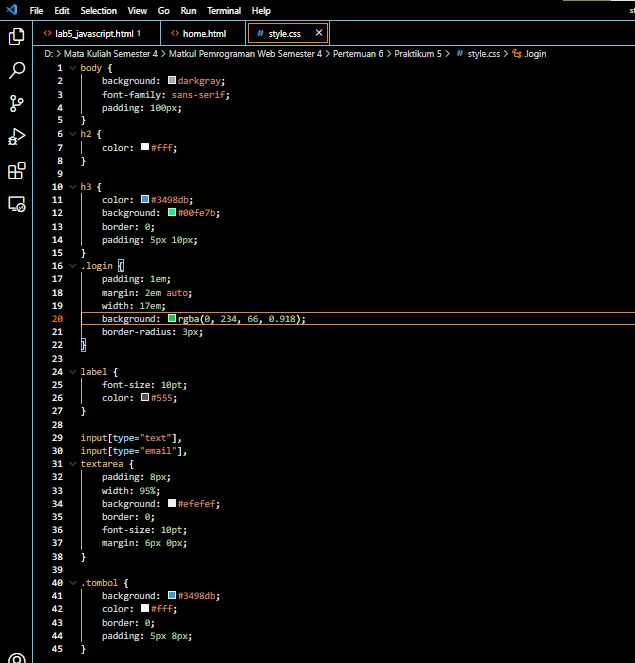 File Edit Selection View Go Run Terminal Help
lab5_javascript.html 1 home.html # style.css
D: > Mata Kuliah Semester 4 > Matkul Pemrograman Web Semester 4 > Pertemuan 6 > Praktikum 5 > # style.css > .login
1 body {
2 background: darkgray;
3 font-family: sans-serif;
4 padding: 100px;
5 }
6 h2 {
7 color: #fff;
8 }
9
10 h3 {
11 color: #3498db;
12 background: #00fe7b;
13 border: 0;
14 padding: 5px 10px;
15 }
16 .login {
17 padding: 1em;
18 margin: 2em auto;
19 width: 17em;
20 background: rgba(0, 234, 66, 0.918);
21 border-radius: 3px;
22 }
23
24 label {
25 font-size: 10pt;
26 color: #555;
27 }
28
29 input[type="text"],
30 input[type="email"],
31 textarea {
32 padding: 8px;
33 width: 95%;
34 background: #efefef;
35 border: 0;
36 font-size: 10pt;
37 margin: 6px 0px;
38 }
39
40 .tombol {
41 background: #3498db;
42 color: #fff;
43 border: 0;
44 padding: 5px 8px;
45 }